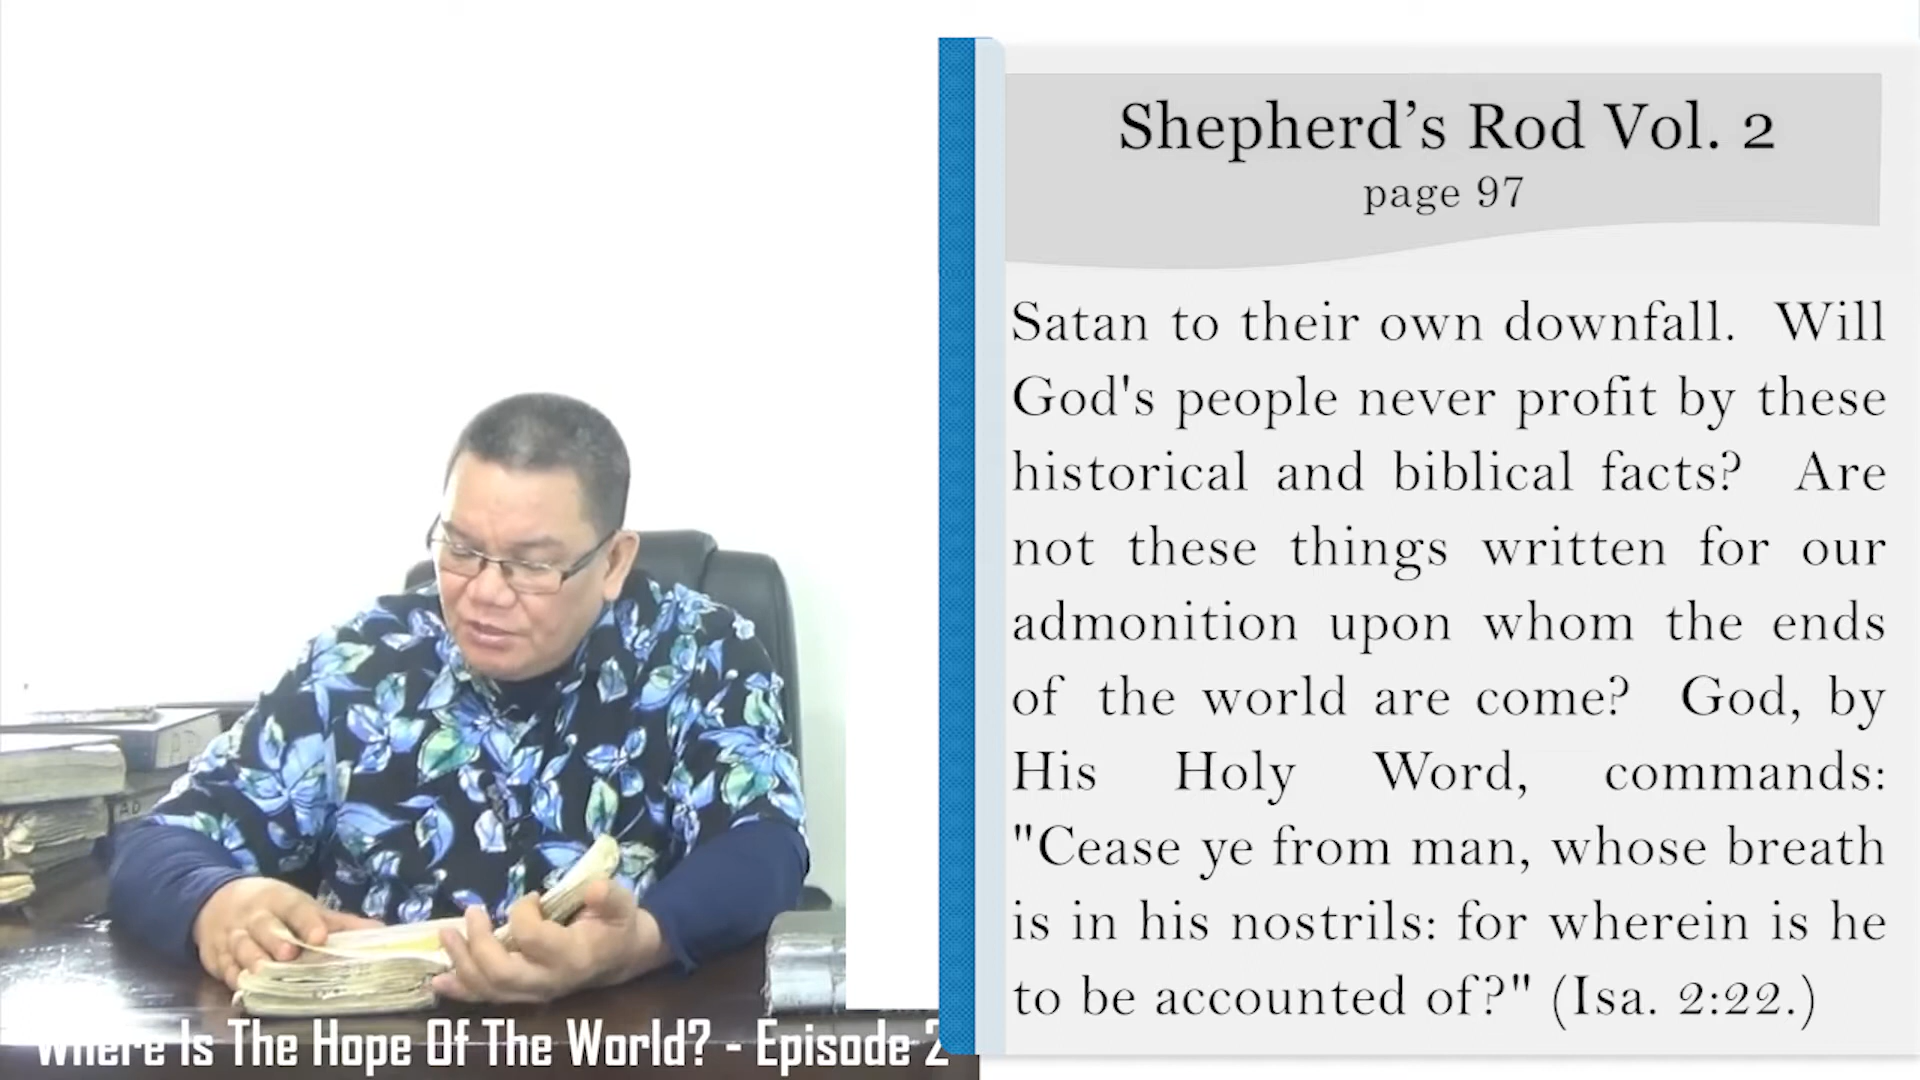 Shepherd’s Rod Vol. 2
page 97
Satan to their own downfall. Will
God's people never profit by these
historical and biblical facts? Are
not these things written for our
admonition upon whom the ends
of the world are come? God, by
His Holy Word, commands:
"Cease ye from man, whose breath
is in his nostrils: for wherein is he
to be accounted of?" (Isa. 2:22.)
Where Is The Hope Of The World? - Episode 2